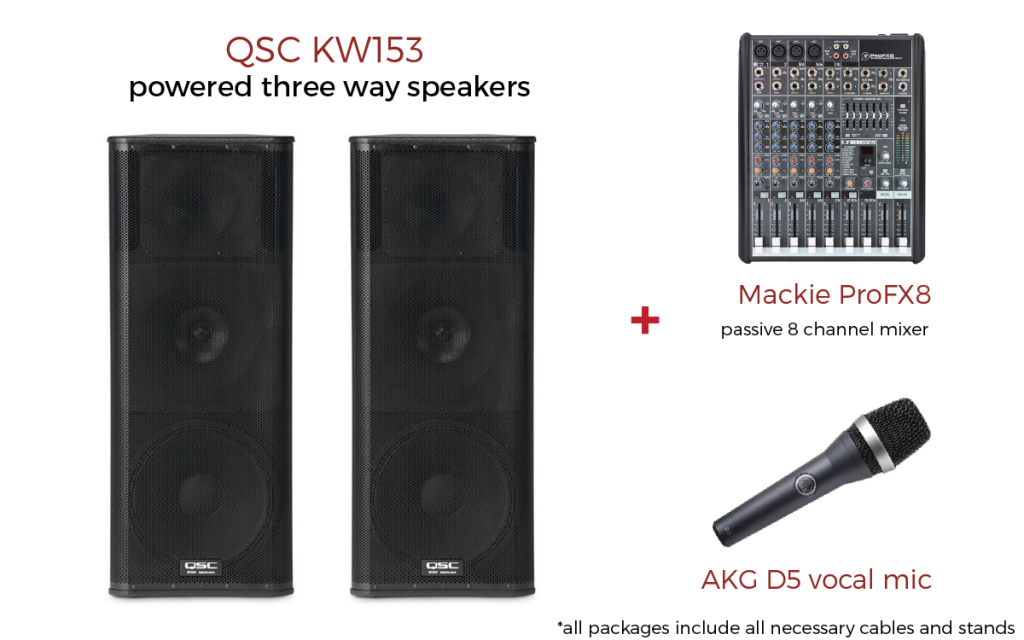 QSC KW153
powered three way speakers
ProFX8
QSC
QSC
Mackie ProFX8
passive 8 channel mixer
AKG D5 vocal mic
*all packages include all necessary cables and stands